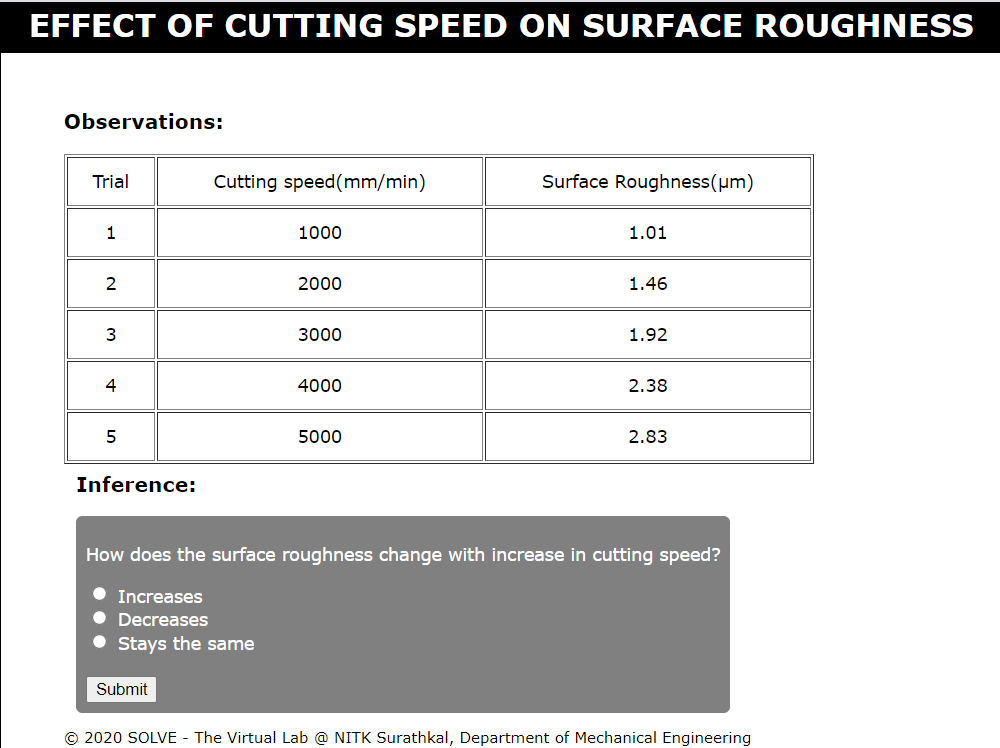 EFFECT OF CUTTING SPEED ON SURFACE ROUGHNESS
Observations:
Trial Cutting speed(mm/min) Surface Roughness(μm)
1 1000 1.01
2 2000 1.46
3 3000 1.92
4 4000 2.38
5 5000 2.83
Inference:
How does the surface roughness change with increase in cutting speed?
Increases
Decreases
Stays the same
Submit
© 2020 SOLVE - The Virtual Lab @ NITK Surathkal, Department of Mechanical Engineering